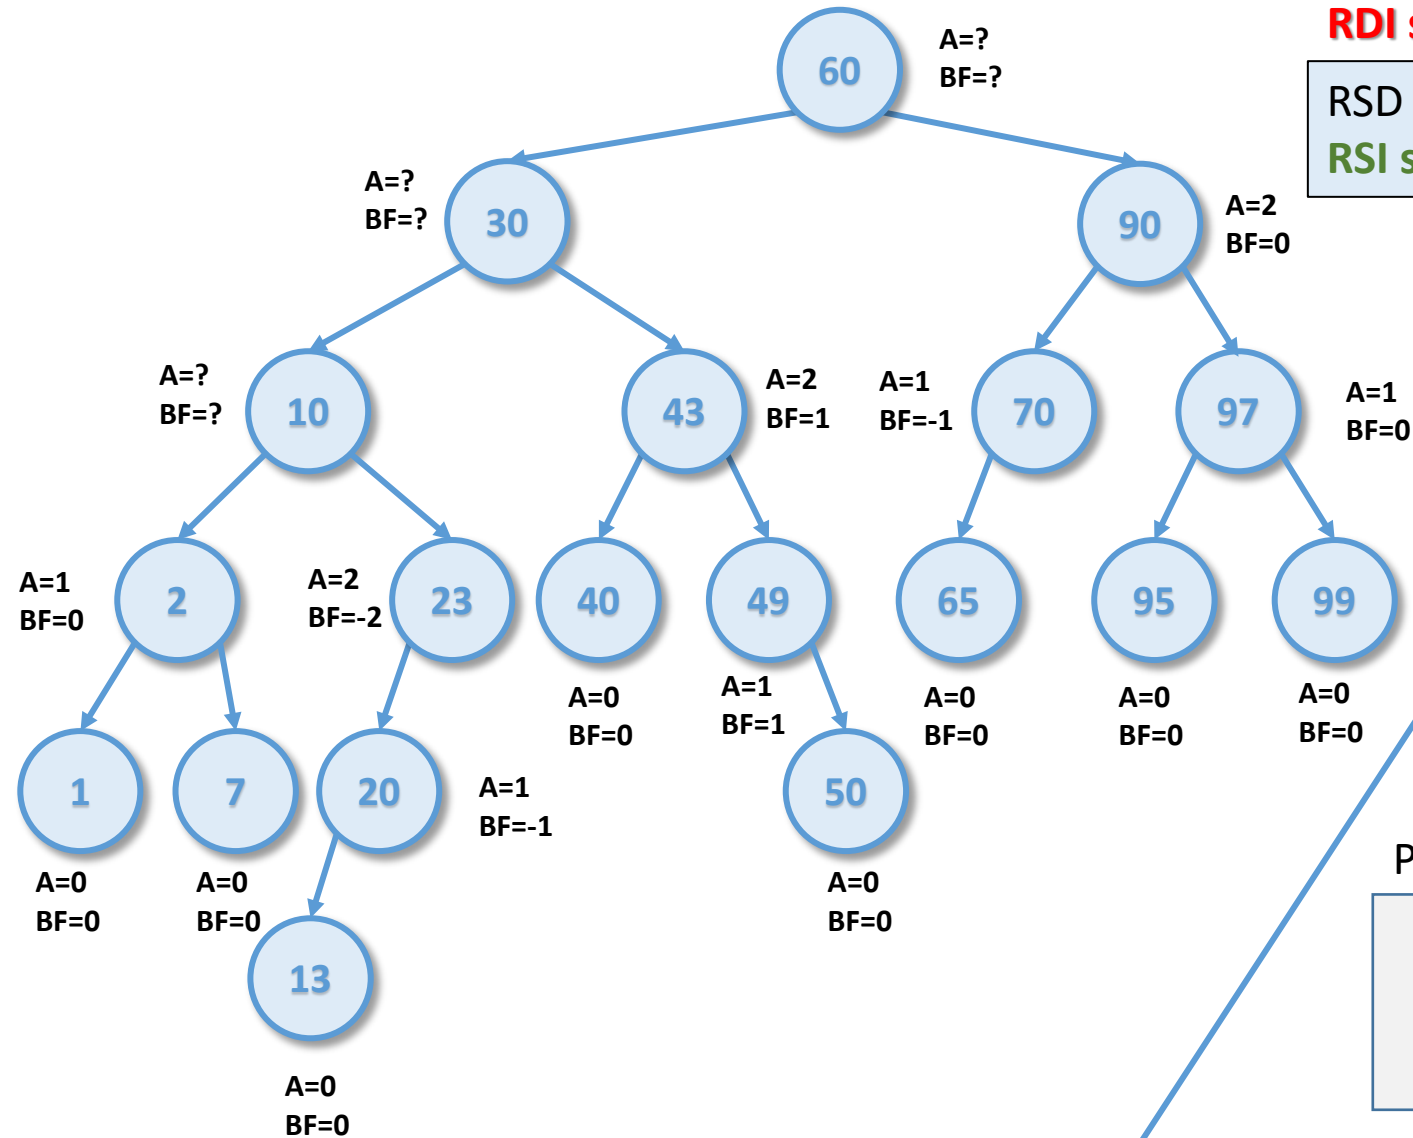 60
A=?
BF=?
RDI s
RSD
RSI s
A=?
BF=?
30
90
A=2
BF=0
A=?
BF=?
10
43
A=2
BF=1
A=1
BF=-1
70
97
A=1
BF=0
A=1
BF=0
2
A=2
BF=-2
23
40
49
65
95
99
A=0
BF=0
A=1
BF=1
A=0
BF=0
A=0
BF=0
A=0
BF=0
1
7
20
A=1
BF=-1
50
A=0
BF=0
A=0
BF=0
A=0
BF=0
P
13
A=0
BF=0